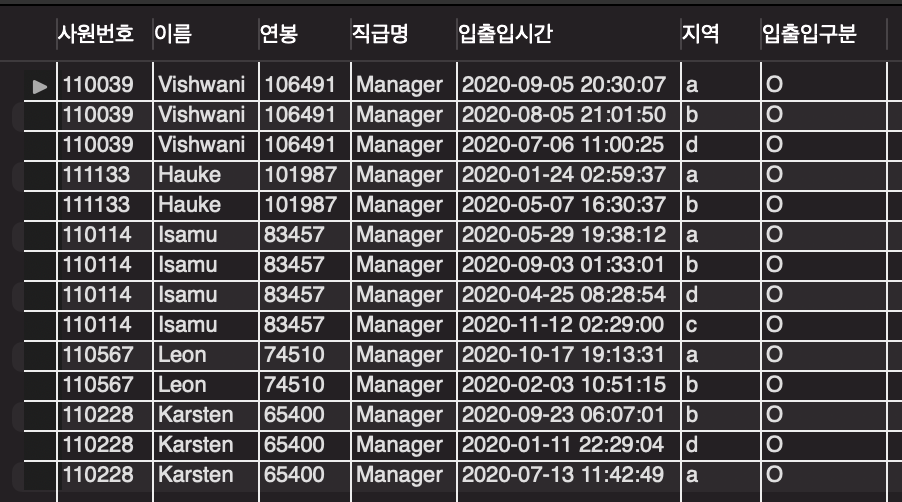 사원번호 이름 연봉 직급명 입출입시간 지역 입출입구분
110039 Vishwani 106491 Manager 2020-09-05 20:30:07 a O
110039 Vishwani 106491 Manager 2020-08-05 21:01:50 b O
110039 Vishwani 106491 Manager 2020-07-06 11:00:25 d O
111133 Hauke 101987 Manager 2020-01-24 02:59:37 a O
111133 Hauke 101987 Manager 2020-05-07 16:30:37 b O
110114 Isamu 83457 Manager 2020-05-29 19:38:12 a O
110114 Isamu 83457 Manager 2020-09-03 01:33:01 b O
110114 Isamu 83457 Manager 2020-04-25 08:28:54 d O
110114 Isamu 83457 Manager 2020-11-12 02:29:00 c O
110567 Leon 74510 Manager 2020-10-17 19:13:31 a O
110567 Leon 74510 Manager 2020-02-03 10:51:15 b O
110228 Karsten 65400 Manager 2020-09-23 06:07:01 b O
110228 Karsten 65400 Manager 2020-01-11 22:29:04 d O
110228 Karsten 65400 Manager 2020-07-13 11:42:49 a O